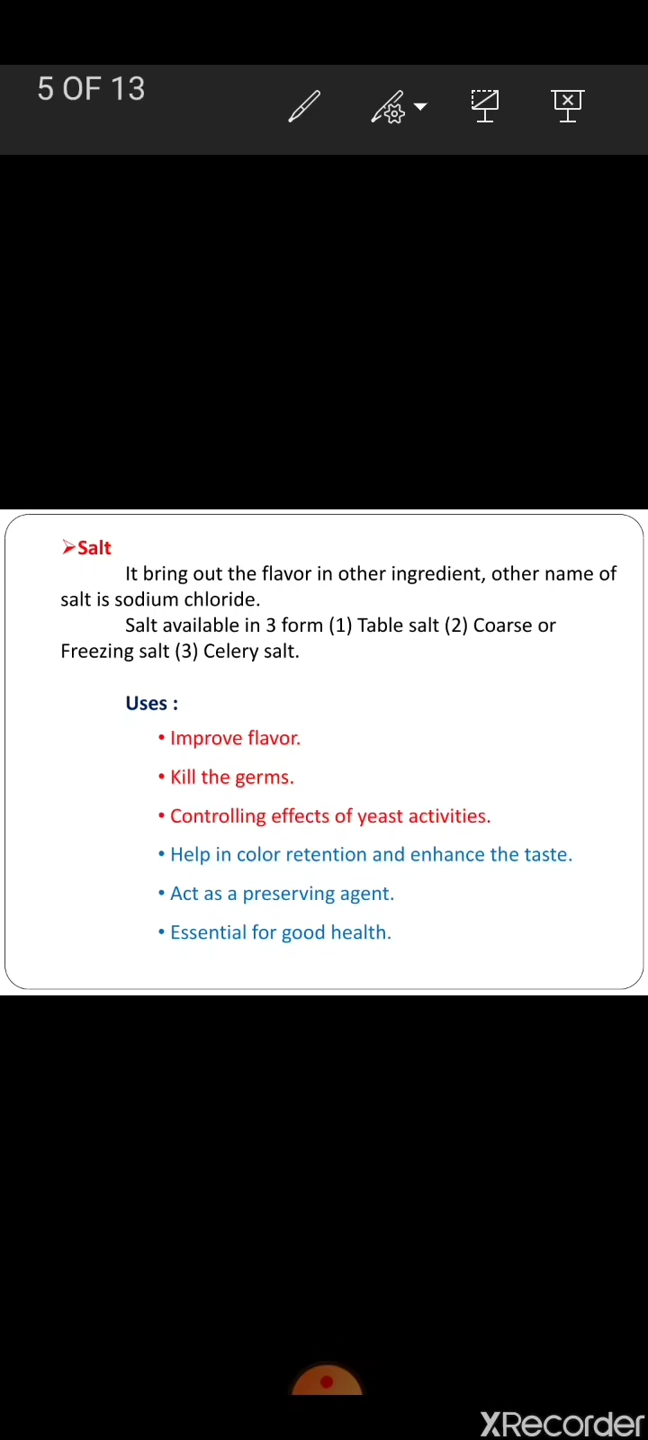 5 OF 13
➢Salt
It bring out the flavor in other ingredient, other name of
salt is sodium chloride.
Salt available in 3 form (1) Table salt (2) Coarse or
Freezing salt (3) Celery salt.
Uses :
• Improve flavor.
• Kill the germs.
• Controlling effects of yeast activities.
• Help in color retention and enhance the taste.
• Act as a preserving agent.
• Essential for good health.
XRecorder